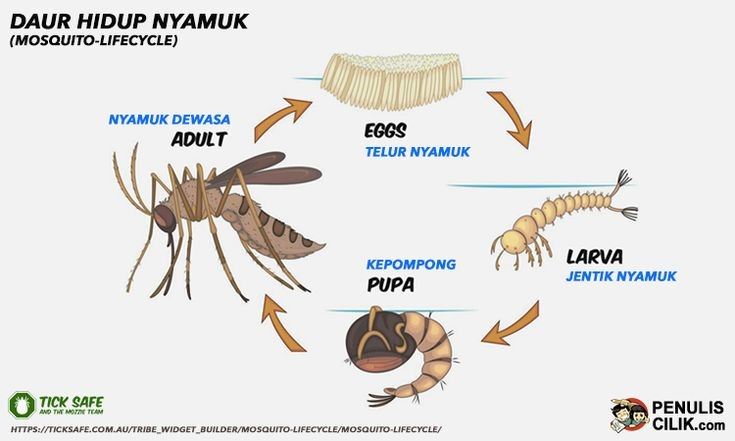 DAUR HIDUP NYAMUK
(MOSQUITO-LIFECYCLE)
NYAMUK DEWASA
ADULT
EGGS
TELUR NYAMUK
LARVA
JENTIK NYAMUK
KEPOMPONG
PUPA
TICK SAFE
AND THE MOZZIE TEAM
HTTPS://TICKSAFE.COM.AU/TRIBE_WIDGET_BUILDER/MOSQUITO-LIFECYCLE/MOSQUITO-LIFECYCLE/
PENULIS
CILIK.com